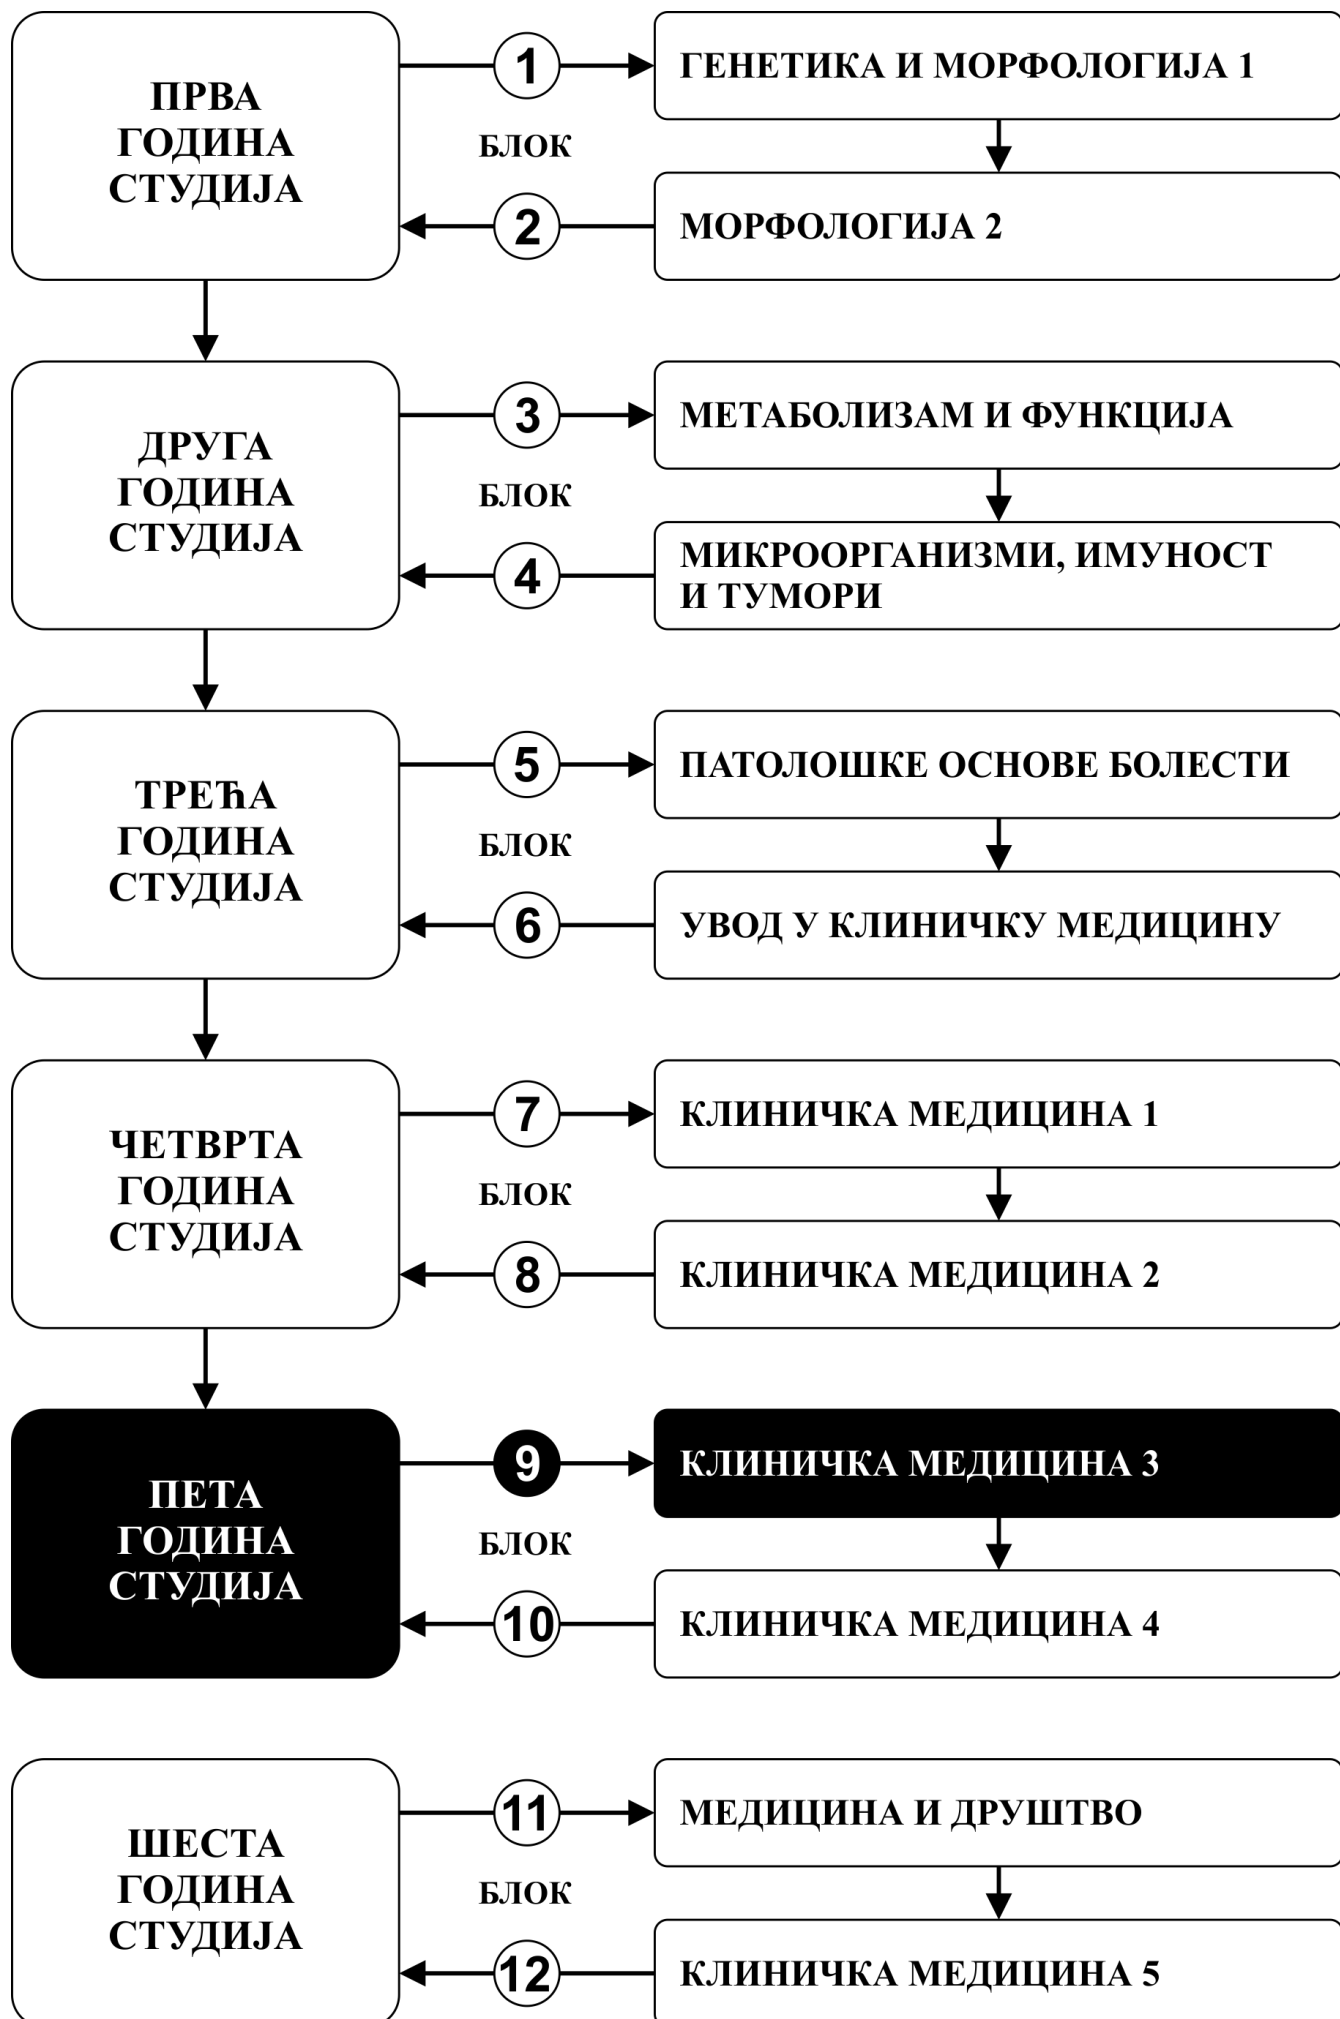 ПРВА
ГОДИНА
СТУДИЈА
1
БЛОК
2
ГЕНЕТИКА И МОРФОЛОГИЈА 1
МОРФОЛОГИЈА 2
ДРУГА
ГОДИНА
СТУДИЈА
3
БЛОК
4
МЕТАБОЛИЗАМ И ФУНКЦИЈА
МИКРООРГАНИЗМИ, ИМУНОСТ
И ТУМОРИ
ТРЕЋА
ГОДИНА
СТУДИЈА
5
БЛОК
6
ПАТОЛОШКЕ ОСНОВЕ БОЛЕСТИ
УВОД У КЛИНИЧКУ МЕДИЦИНУ
ЧЕТВРТА
ГОДИНА
СТУДИЈА
7
БЛОК
8
КЛИНИЧКА МЕДИЦИНА 1
КЛИНИЧКА МЕДИЦИНА 2
ПЕТА
ГОДИНА
СТУДИЈА
9
БЛОК
10
КЛИНИЧКА МЕДИЦИНА 3
КЛИНИЧКА МЕДИЦИНА 4
ШЕСТА
ГОДИНА
СТУДИЈА
11
БЛОК
12
МЕДИЦИНА И ДРУШТВО
КЛИНИЧКА МЕДИЦИНА 5